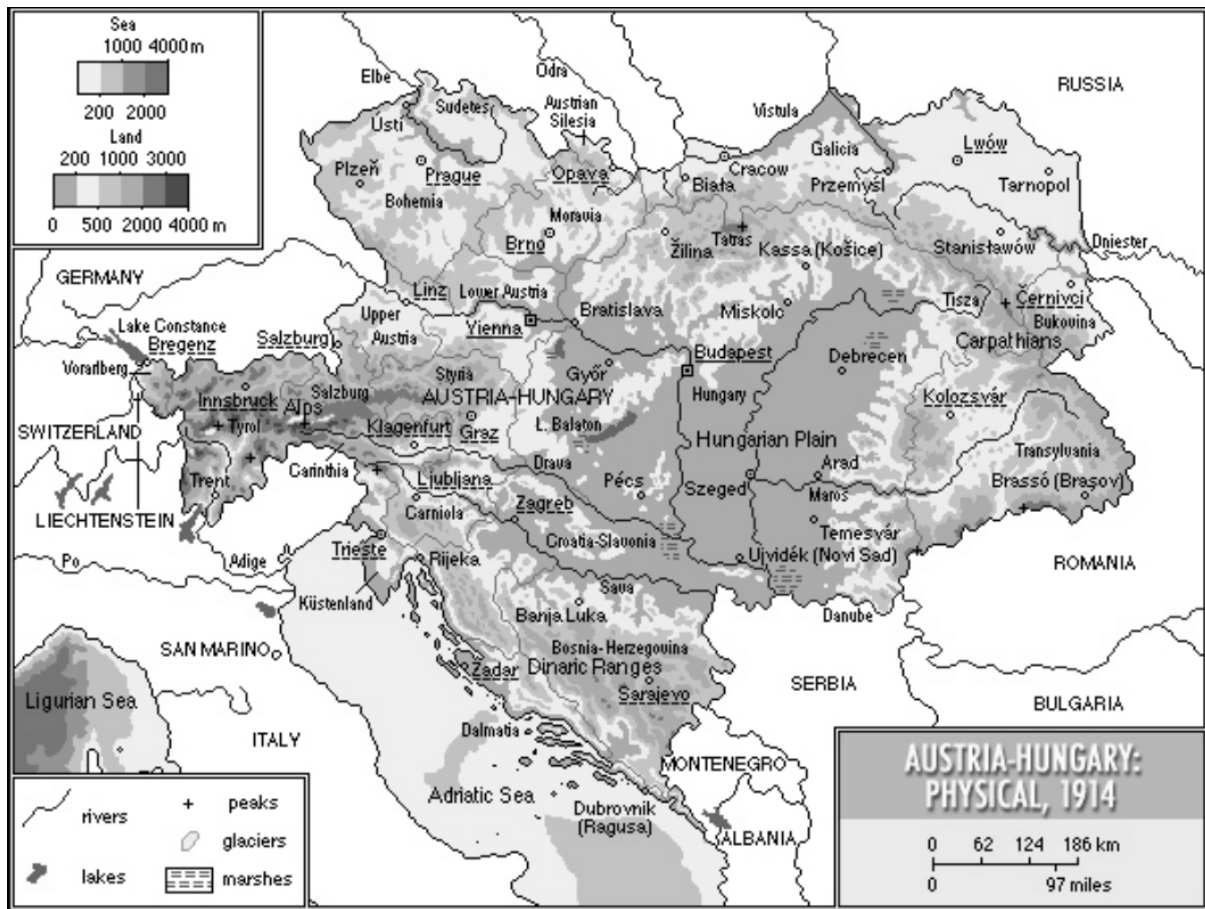 Sea
1000 4000 m
200 2000
Land
200 1000 3000
0 500 2000 4000 m
Elbe
Odra
Sudetes
Austrian
Silesia
Vistula
RUSSIA
Usti
Plzeň
Prague
Opava
Galicia
Cracow
Biała
Przemyśl
Lwów
Tarnopol
Bohemia
Moravia
Brno
Žilina
Tatras
Kassa (Košice)
Stanisławów
Dniester
GERMANY
Linz
Lower Austria
Bratislava
Miskolc
Tisza
Černivci
Bukovina
Carpathians
Lake Constance
Bregenz
Salzburg
Upper
Austria
Vienna
Budapest
Debrecen
Vorarlberg
Győr
Innsbruck
Salzburg
Styria
AUSTRIA-HUNGARY
Hungary
Kolozsvár
Alps
Tyrol
Klagenfurt
Graz
L. Balaton
Hungarian Plain
Transylvania
SWITZERLAND
Carinthia
Drava
Arad
Trent
Ljubljana
Pécs
Szeged
Maros
Brassó (Brașov)
LIECHTENSTEIN
Carniola
Zagreb
Temesvár
Adige
Trieste
Rijeka
Croatia-Slavonia
Ujvidék (Novi Sad)
Po
ROMANIA
Küstenland
Sava
Banja Luka
Danube
SAN MARINO
Bosnia-Herzegovina
Zadar
Dinaric Ranges
Sarajevo
SERBIA
Ligurian Sea
BULGARIA
ITALY
Dalmatia
MONTENEGRO
Adriatic Sea
Dubrovnik
(Ragusa)
ALBANIA
rivers
peaks
glaciers
lakes
marshes
AUSTRIA-HUNGARY:
PHYSICAL, 1914
0 62 124 186 km
0 97 miles